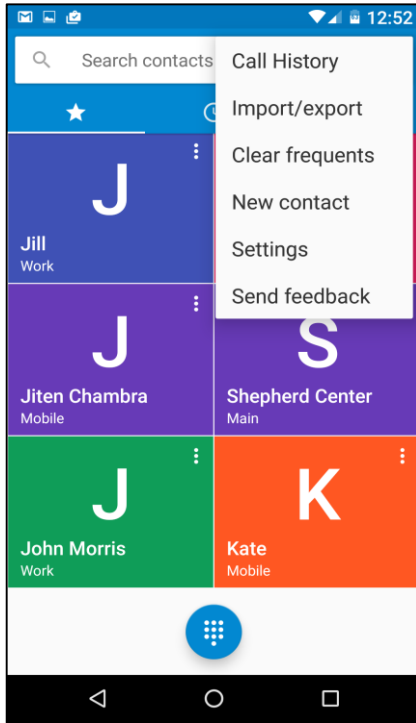 12:52
Search contacts
Call History
Import/export
Clear frequents
New contact
Settings
Send feedback
J
Jill
Work
J
Jiten Chambra
Mobile
S
Shepherd Center
Main
J
John Morris
Work
K
Kate
Mobile